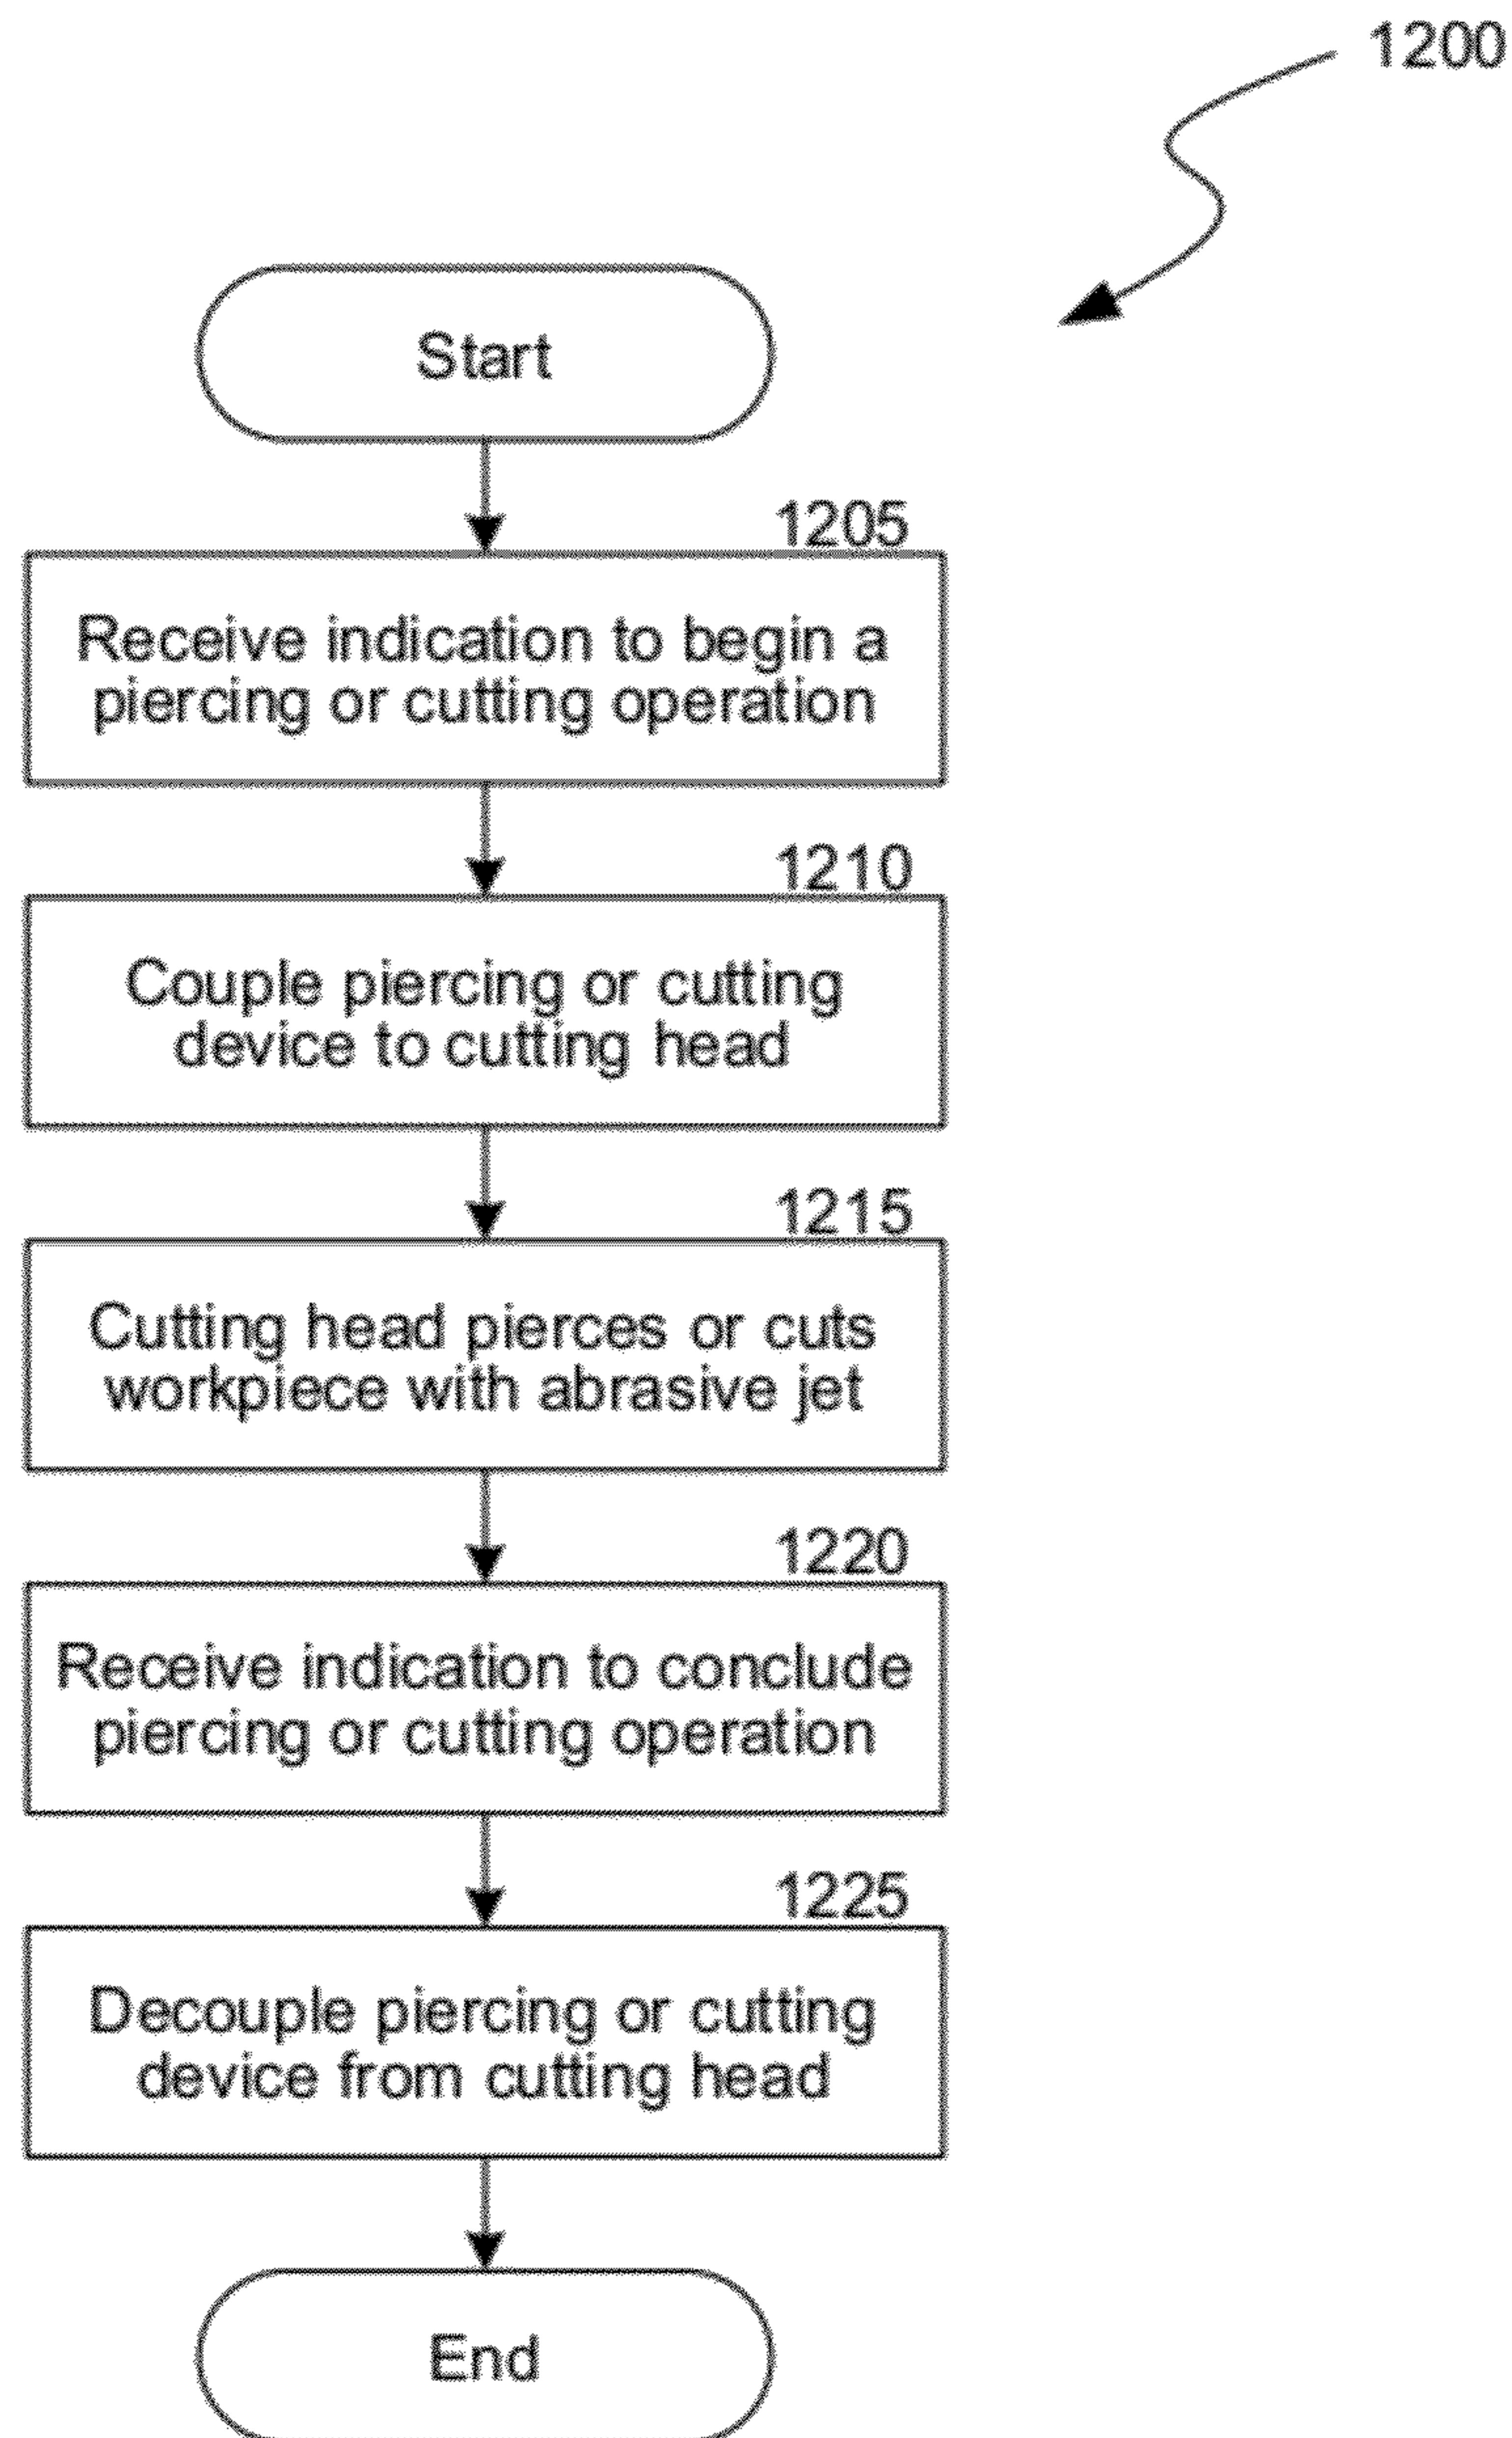 1200
Start
1205
Receive indication to begin a
piercing or cutting operation
1210
Couple piercing or cutting
device to cutting head
1215
Cutting head pierces or cuts
workpiece with abrasive jet
1220
Receive indication to conclude
piercing or cutting operation
1225
Decouple piercing or cutting
device from cutting head
End